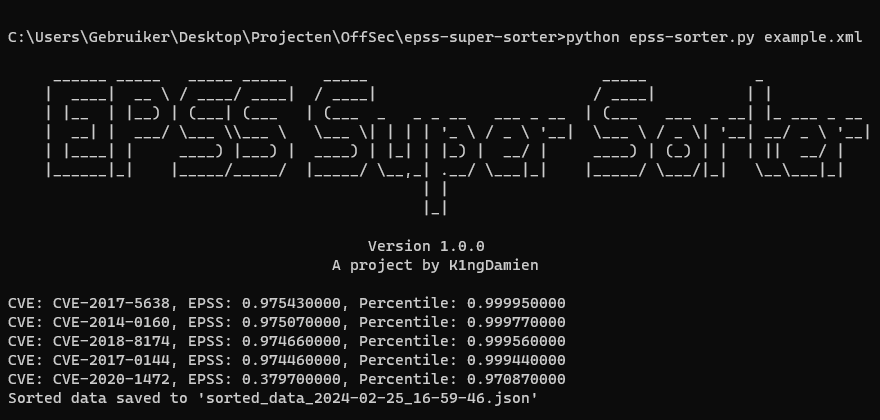 C:\Users\Gebruiker\Desktop\Projecten\OffSec\epss-super-sorter>python epss-sorter.py example.xml
EPSS Super Sorter
Version 1.0.0
A project by K1ngDamien
CVE: CVE-2017-5638, EPSS: 0.975430000, Percentile: 0.999950000
CVE: CVE-2014-0160, EPSS: 0.975070000, Percentile: 0.999770000
CVE: CVE-2018-8174, EPSS: 0.974660000, Percentile: 0.999560000
CVE: CVE-2017-0144, EPSS: 0.974460000, Percentile: 0.999440000
CVE: CVE-2020-1472, EPSS: 0.379700000, Percentile: 0.970870000
Sorted data saved to 'sorted_data_2024-02-25_16-59-46.json'